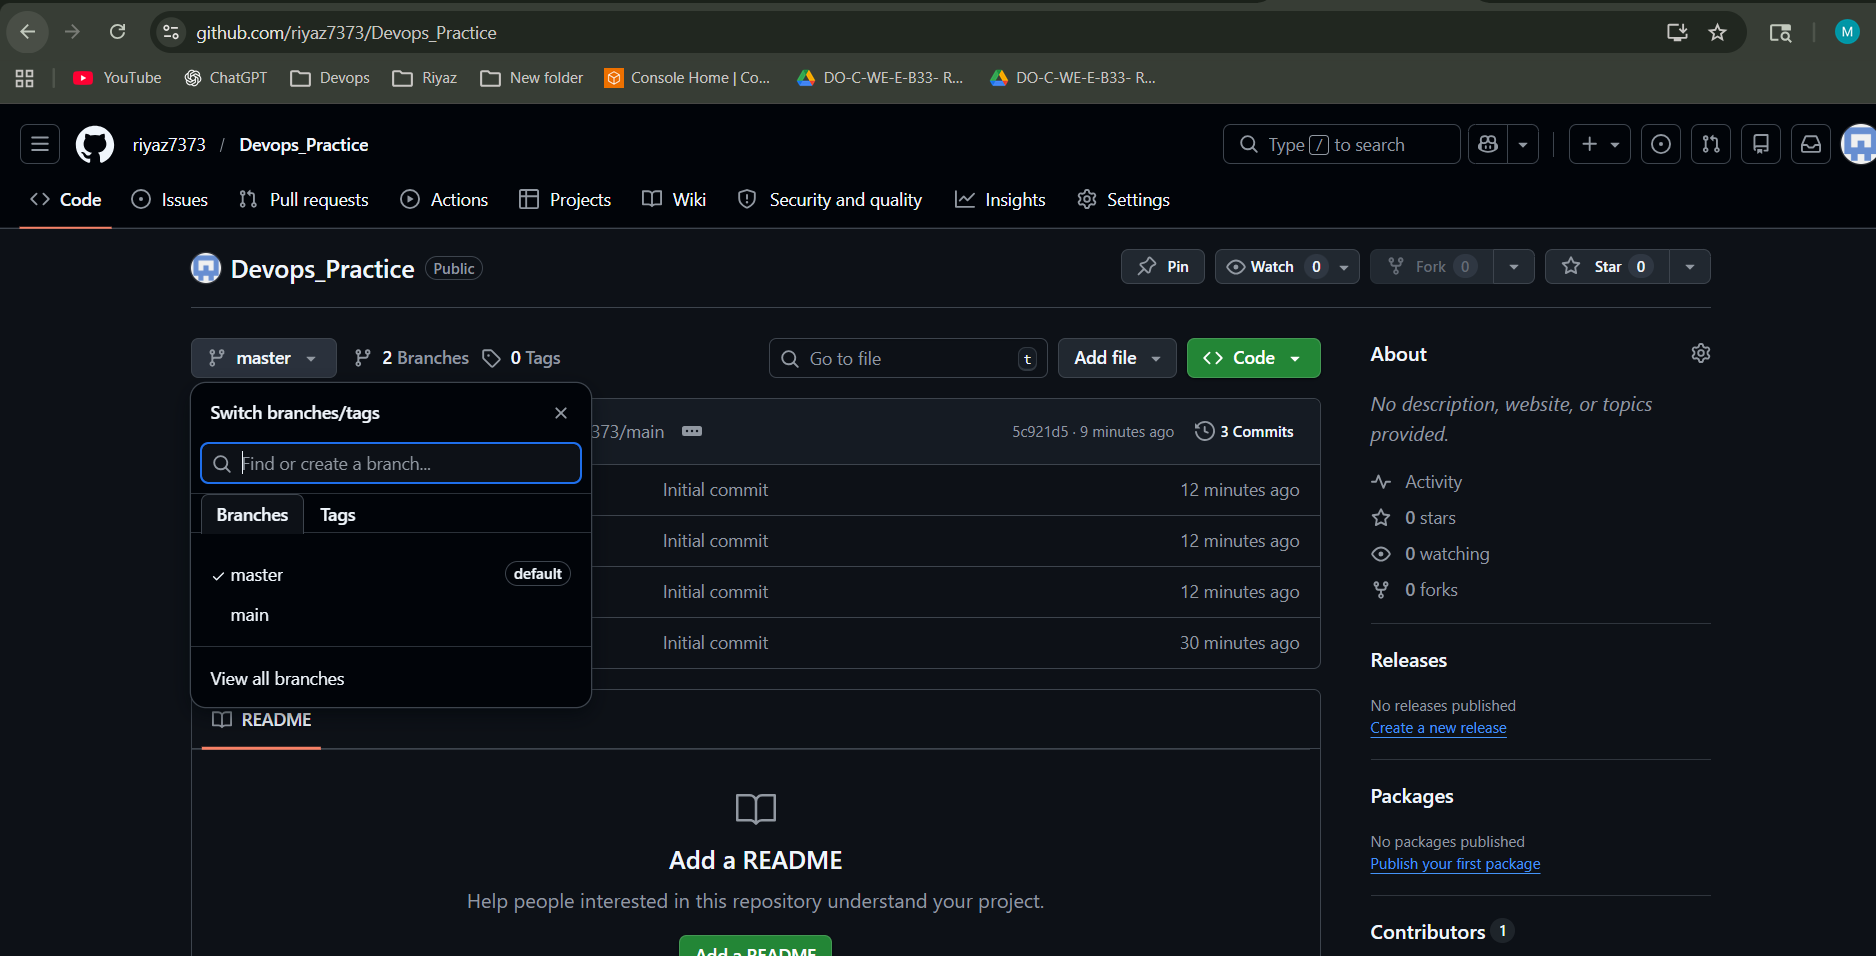 github.com/riyaz7373/Devops_Practice
M
YouTube ChatGPT Devops Riyaz New folder Console Home | Co... DO-C-WE-E-B33- R... DO-C-WE-E-B33- R...
riyaz7373 / Devops_Practice
Type / to search
Code Issues Pull requests Actions Projects Wiki Security and quality Insights Settings
Devops_Practice Public
Pin Watch 0 Fork 0 Star 0
master 2 Branches 0 Tags Go to file t Add file Code
Switch branches/tags
Find or create a branch...
Branches Tags
master default
main
View all branches
373/main 5c921d5 · 9 minutes ago 3 Commits
Initial commit 12 minutes ago
Initial commit 12 minutes ago
Initial commit 12 minutes ago
Initial commit 30 minutes ago
README
Add a README
Help people interested in this repository understand your project.
Add a README
About
No description, website, or topics
provided.
Activity
0 stars
0 watching
0 forks
Releases
No releases published
Create a new release
Packages
No packages published
Publish your first package
Contributors 1